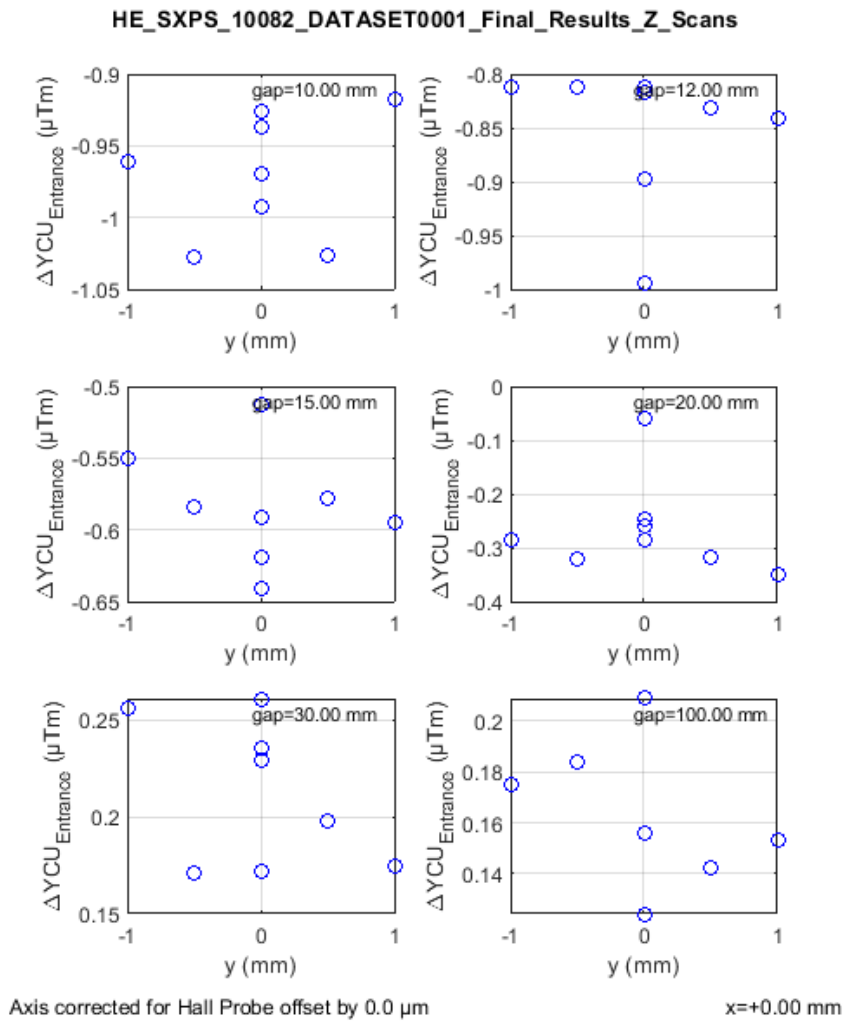 HE_SXPS_10082_DATASET0001_Final_Results_Z_Scans
gap=10.00 mm
ΔYCU_Entrance (µTm)
-0.9
-0.95
-1
-1.05
-1 0 1
y (mm)
gap=12.00 mm
ΔYCU_Entrance (µTm)
-0.8
-0.85
-0.9
-0.95
-1
-1 0 1
y (mm)
gap=15.00 mm
ΔYCU_Entrance (µTm)
-0.5
-0.55
-0.6
-0.65
-1 0 1
y (mm)
gap=20.00 mm
ΔYCU_Entrance (µTm)
0
-0.1
-0.2
-0.3
-0.4
-1 0 1
y (mm)
gap=30.00 mm
ΔYCU_Entrance (µTm)
0.25
0.2
0.15
-1 0 1
y (mm)
gap=100.00 mm
ΔYCU_Entrance (µTm)
0.2
0.18
0.16
0.14
-1 0 1
y (mm)
Axis corrected for Hall Probe offset by 0.0 µm
x=+0.00 mm